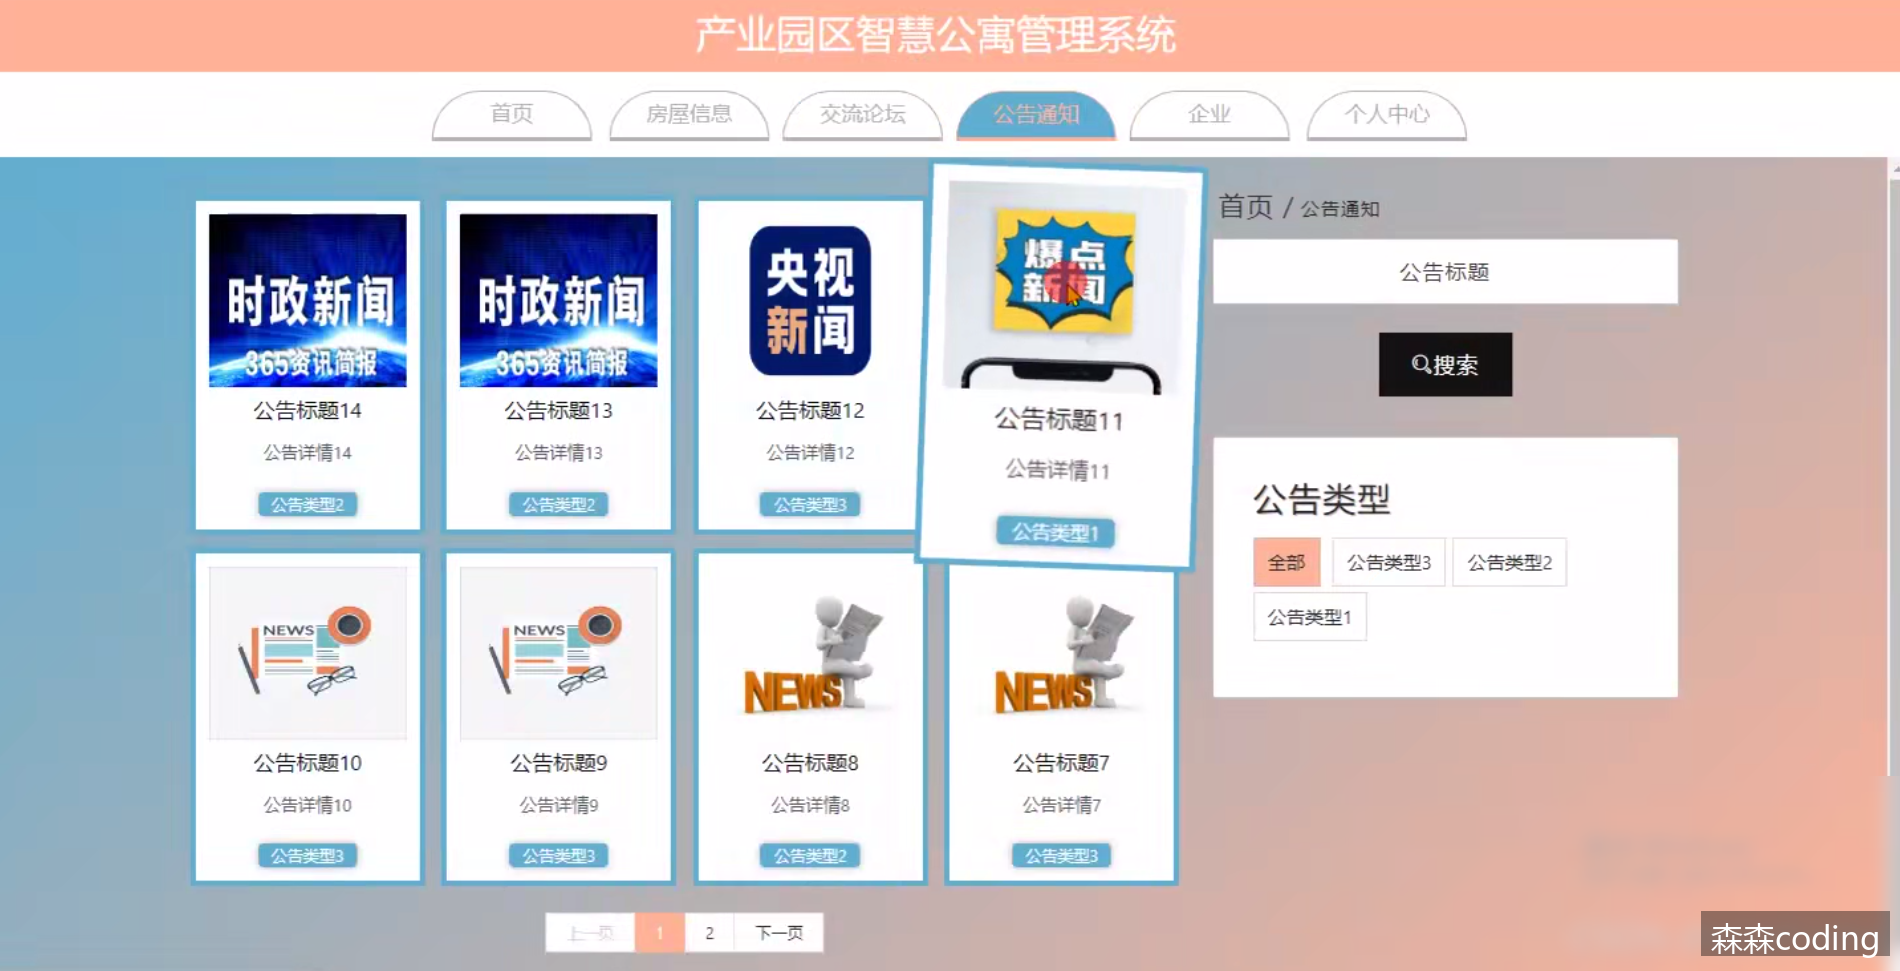 产业园区智慧公寓管理系统
首页
房屋信息
交流论坛
公告通知
企业
个人中心
首页 / 公告通知
公告标题
搜索
公告类型
全部
公告类型3
公告类型2
公告类型1
时政新闻
365资讯简报
公告标题14
公告详情14
公告类型2
时政新闻
365资讯简报
公告标题13
公告详情13
公告类型2
央视
新闻
公告标题12
公告详情12
公告类型3
爆点
新闻
公告标题11
公告详情11
公告类型1
NEWS
公告标题10
公告详情10
公告类型3
NEWS
公告标题9
公告详情9
公告类型3
NEWS
公告标题8
公告详情8
公告类型2
NEWS
公告标题7
公告详情7
公告类型3
上一页
1
2
下一页
森森coding